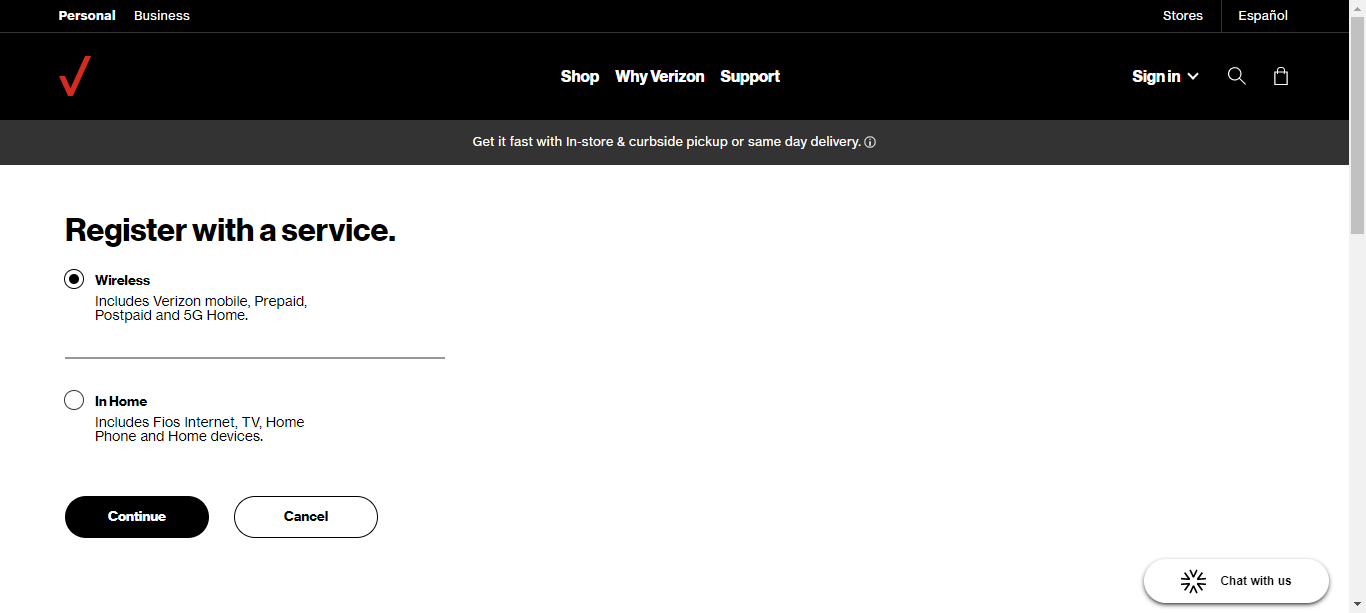 Personal Business Stores Español
Shop Why Verizon Support Sign in
Get it fast with In-store & curbside pickup or same day delivery.
Register with a service.
Wireless
Includes Verizon mobile, Prepaid,
Postpaid and 5G Home.
In Home
Includes Fios Internet, TV, Home
Phone and Home devices.
Continue Cancel
Chat with us